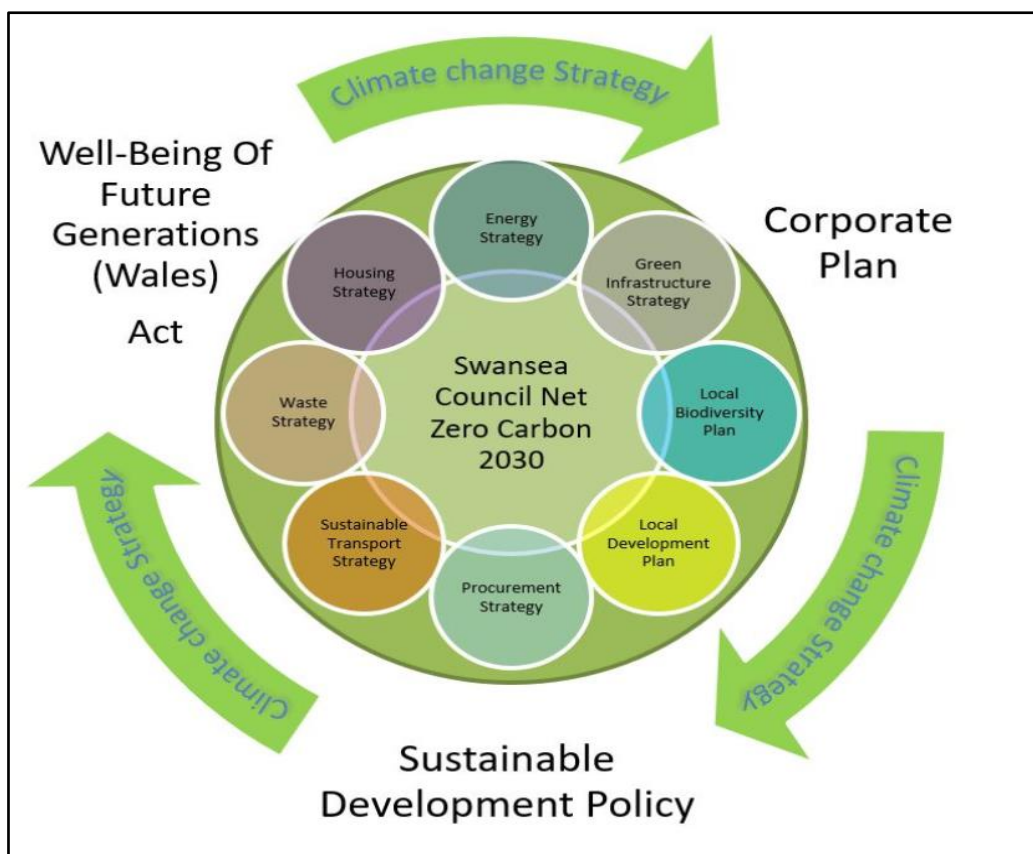 Climate change Strategy
Well-Being Of
Future
Generations
(Wales)
Act
Corporate
Plan
Energy
Strategy
Green
Infrastructure
Strategy
Local
Biodiversity
Plan
Local
Development
Plan
Procurement
Strategy
Sustainable
Transport
Strategy
Waste
Strategy
Housing
Strategy
Swansea
Council Net
Zero Carbon
2030
Climate change Strategy
Climate change Strategy
Sustainable
Development Policy